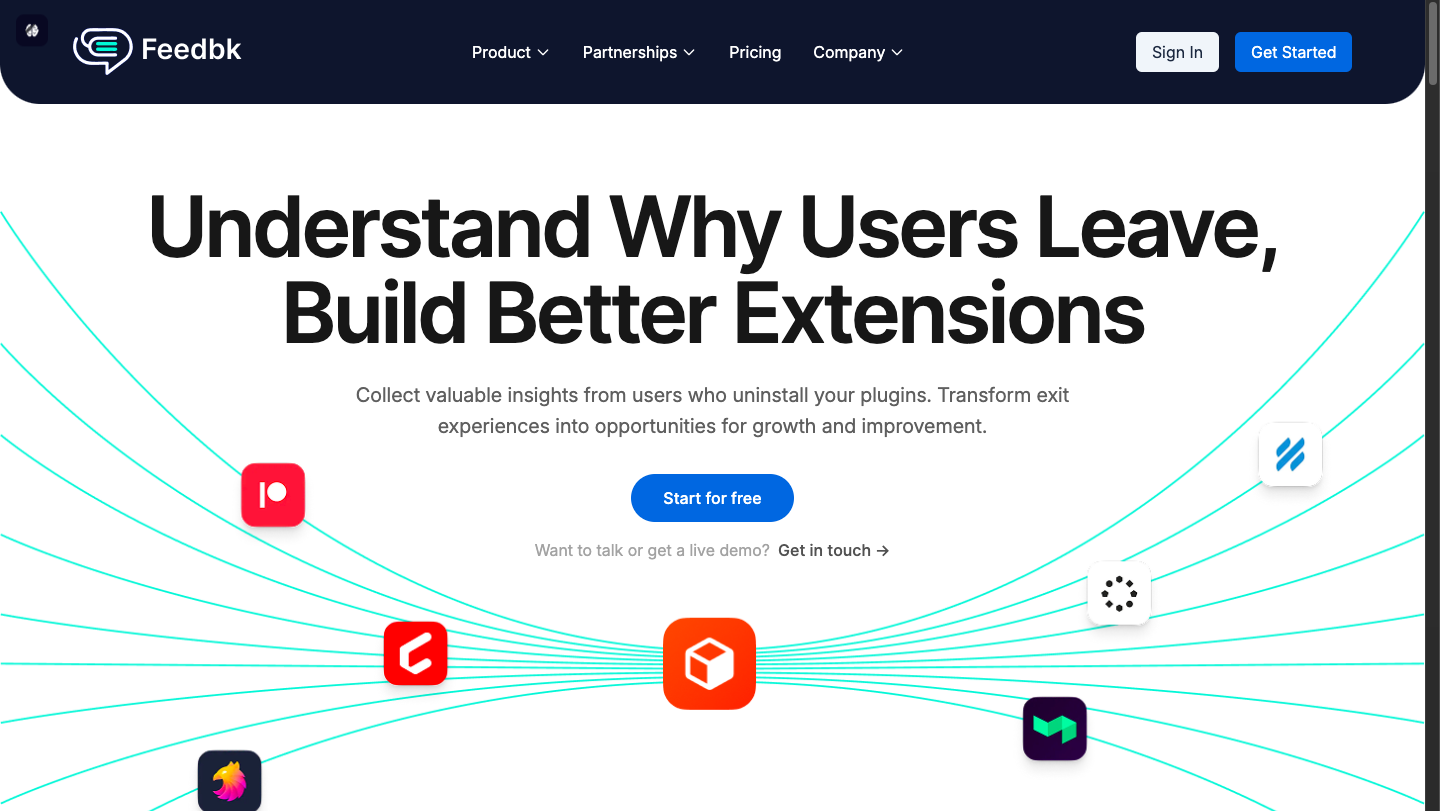 Feedbk
Product
Partnerships
Pricing
Company
Sign In
Get Started
Understand Why Users Leave,
Build Better Extensions
Collect valuable insights from users who uninstall your plugins. Transform exit
experiences into opportunities for growth and improvement.
Start for free
Want to talk or get a live demo? Get in touch →